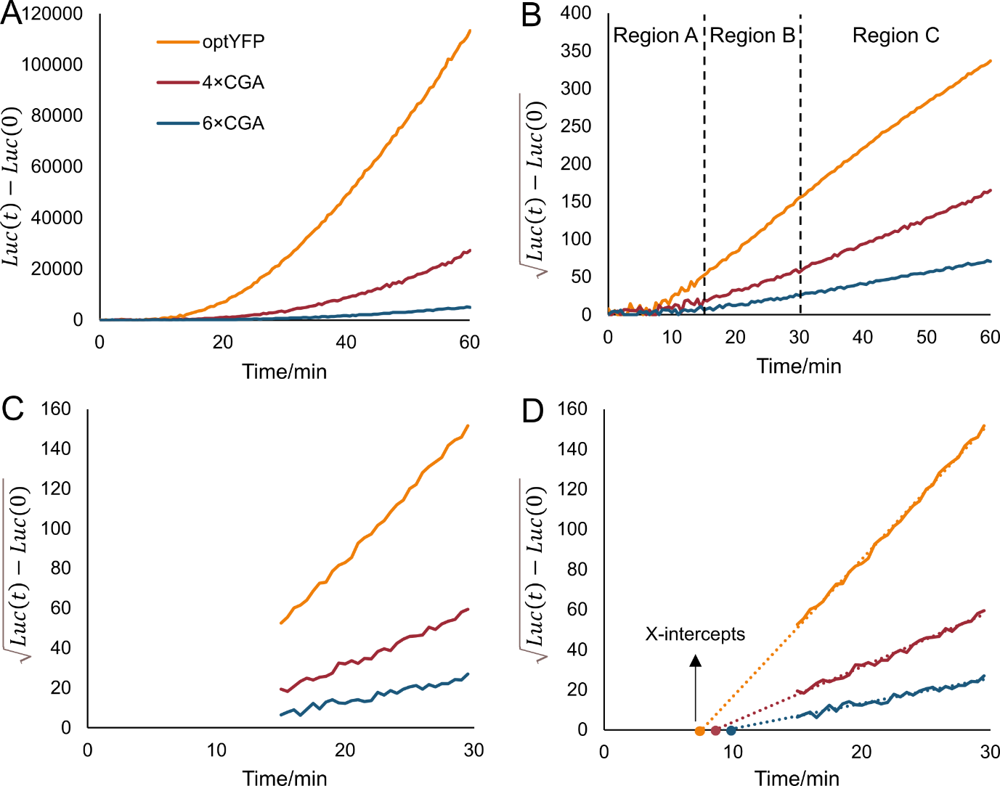 A
120000
100000
80000
60000
40000
20000
0
Luc(t) − Luc(0)
optYFP
4×CGA
6×CGA
0 20 40 60
Time/min
B
400
350
300
250
200
150
100
50
0
√Luc(t) − Luc(0)
Region A Region B Region C
0 10 20 30 40 50 60
Time/min
C
160
140
120
100
80
60
40
20
0
√Luc(t) − Luc(0)
0 10 20 30
Time/min
D
160
140
120
100
80
60
40
20
0
√Luc(t) − Luc(0)
X-intercepts
0 10 20 30
Time/min